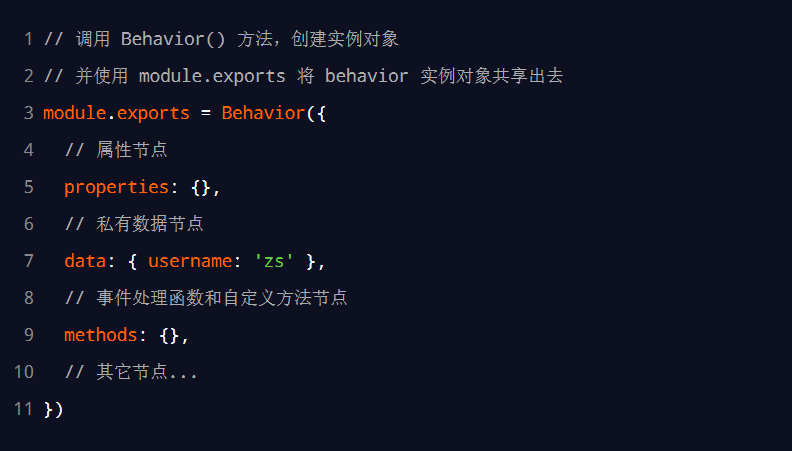 1 // 调用 Behavior() 方法，创建实例对象
2 // 并使用 module.exports 将 behavior 实例对象共享出去
3 module.exports = Behavior({
4   // 属性节点
5   properties: {},
6   // 私有数据节点
7   data: { username: 'zs' },
8   // 事件处理函数和自定义方法节点
9   methods: {},
10   // 其它节点...
11 })